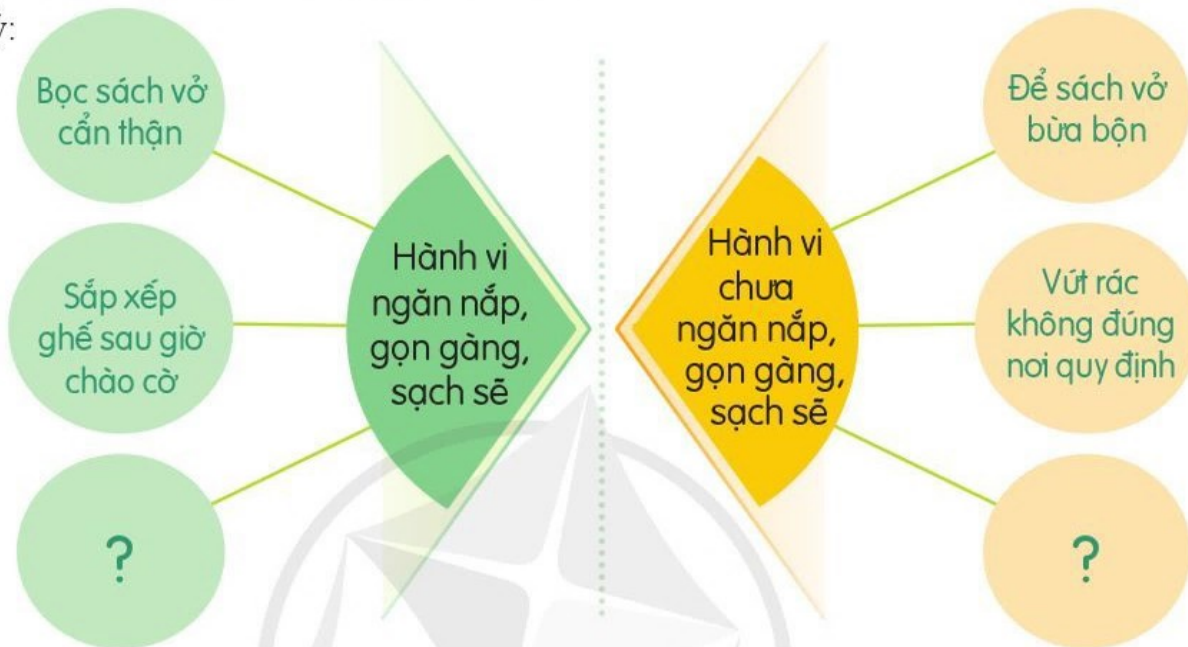 ý:
Bọc sách vở
cẩn thận
Sắp xếp
ghế sau giờ
chào cờ
?
Hành vi
ngăn nắp,
gọn gàng,
sạch sẽ
Hành vi
chưa
ngăn nắp,
gọn gàng,
sạch sẽ
Để sách vở
bừa bộn
Vứt rác
không đúng
nơi quy định
?